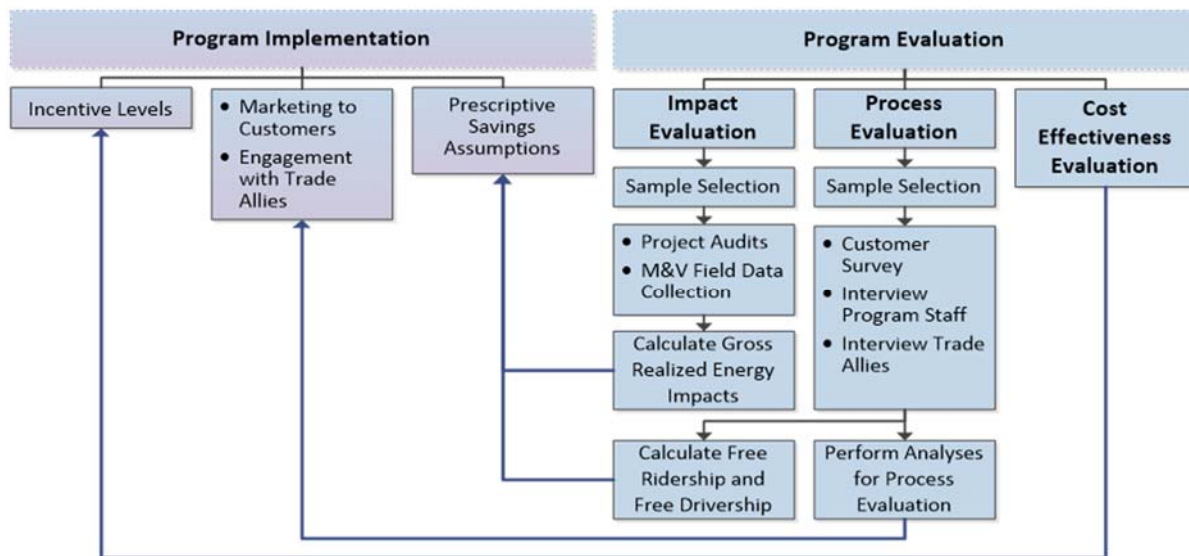 Program Implementation
Incentive Levels
• Marketing to
Customers
• Engagement
with Trade
Allies
Prescriptive
Savings
Assumptions
Program Evaluation
Impact
Evaluation
Sample Selection
• Project Audits
• M&V Field Data
Collection
Calculate Gross
Realized Energy
Impacts
Calculate Free
Ridership and
Free Drivership
Process
Evaluation
Sample Selection
• Customer
Survey
• Interview
Program Staff
• Interview Trade
Allies
Perform Analyses
for Process
Evaluation
Cost
Effectiveness
Evaluation